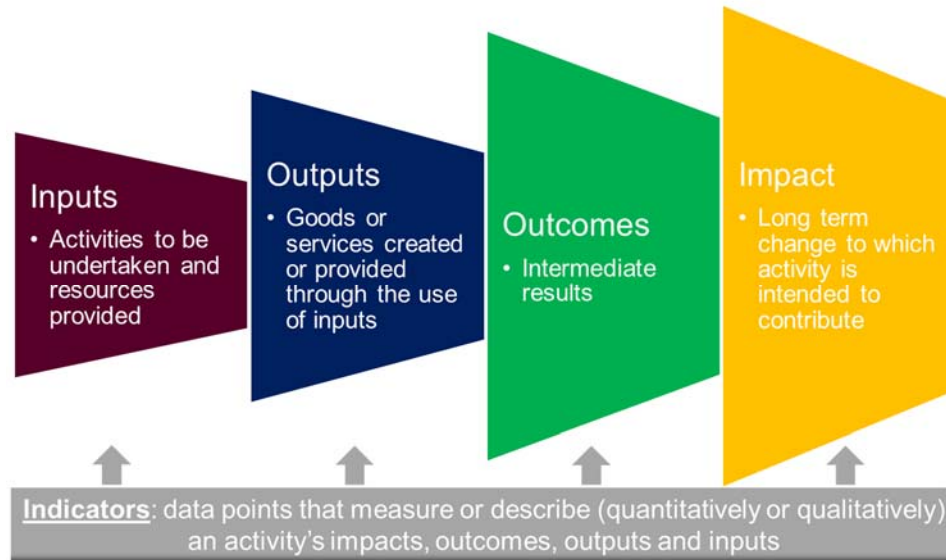 Inputs
• Activities to be
undertaken and
resources
provided
Outputs
• Goods or
services created
or provided
through the use
of inputs
Outcomes
• Intermediate
results
Impact
• Long term
change to which
activity is
intended to
contribute
Indicators: data points that measure or describe (quantitatively or qualitatively)
an activity's impacts, outcomes, outputs and inputs